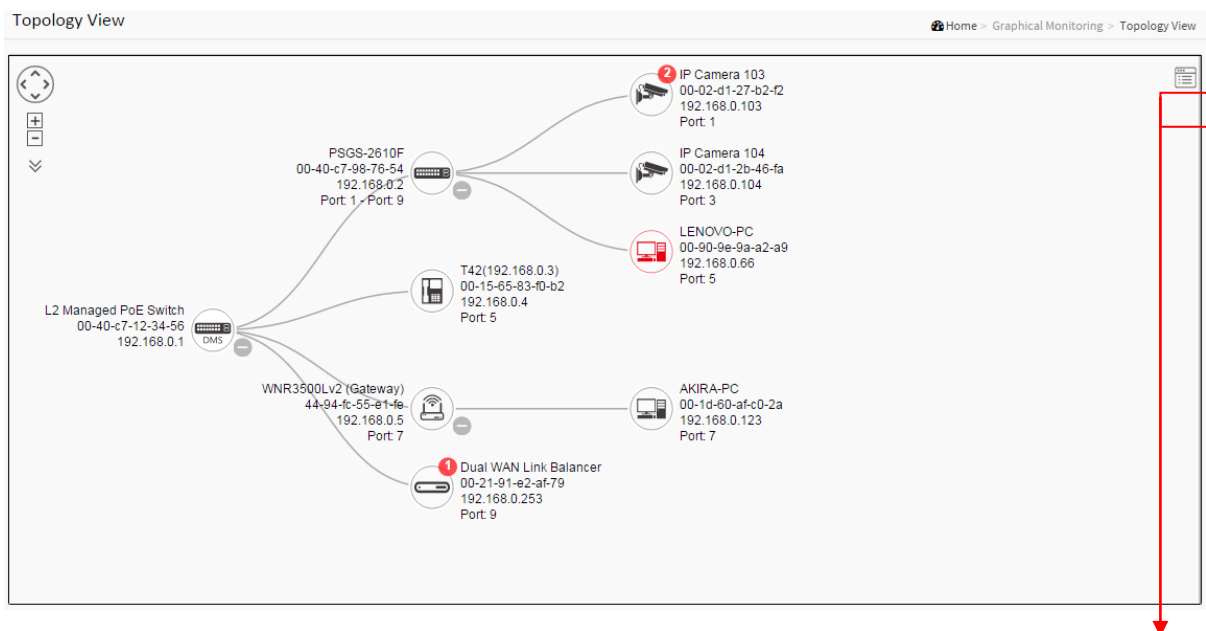 Topology View
Home > Graphical Monitoring > Topology View
2
IP Camera 103
00-02-d1-27-b2-f2
192.168.0.103
Port: 1
PSGS-2610F
00-40-c7-98-76-54
192.168.0.2
Port: 1 - Port: 9
IP Camera 104
00-02-d1-2b-46-fa
192.168.0.104
Port: 3
LENOVO-PC
00-90-9e-9a-a2-a9
192.168.0.66
Port: 5
T42(192.168.0.3)
00-15-65-83-f0-b2
192.168.0.4
Port: 5
L2 Managed PoE Switch
00-40-c7-12-34-56
192.168.0.1
DMS
WNR3500Lv2 (Gateway)
44-94-fc-55-e1-fe
192.168.0.5
Port: 7
AKIRA-PC
00-1d-60-af-c0-2a
192.168.0.123
Port: 7
1
Dual WAN Link Balancer
00-21-91-e2-af-79
192.168.0.253
Port: 9